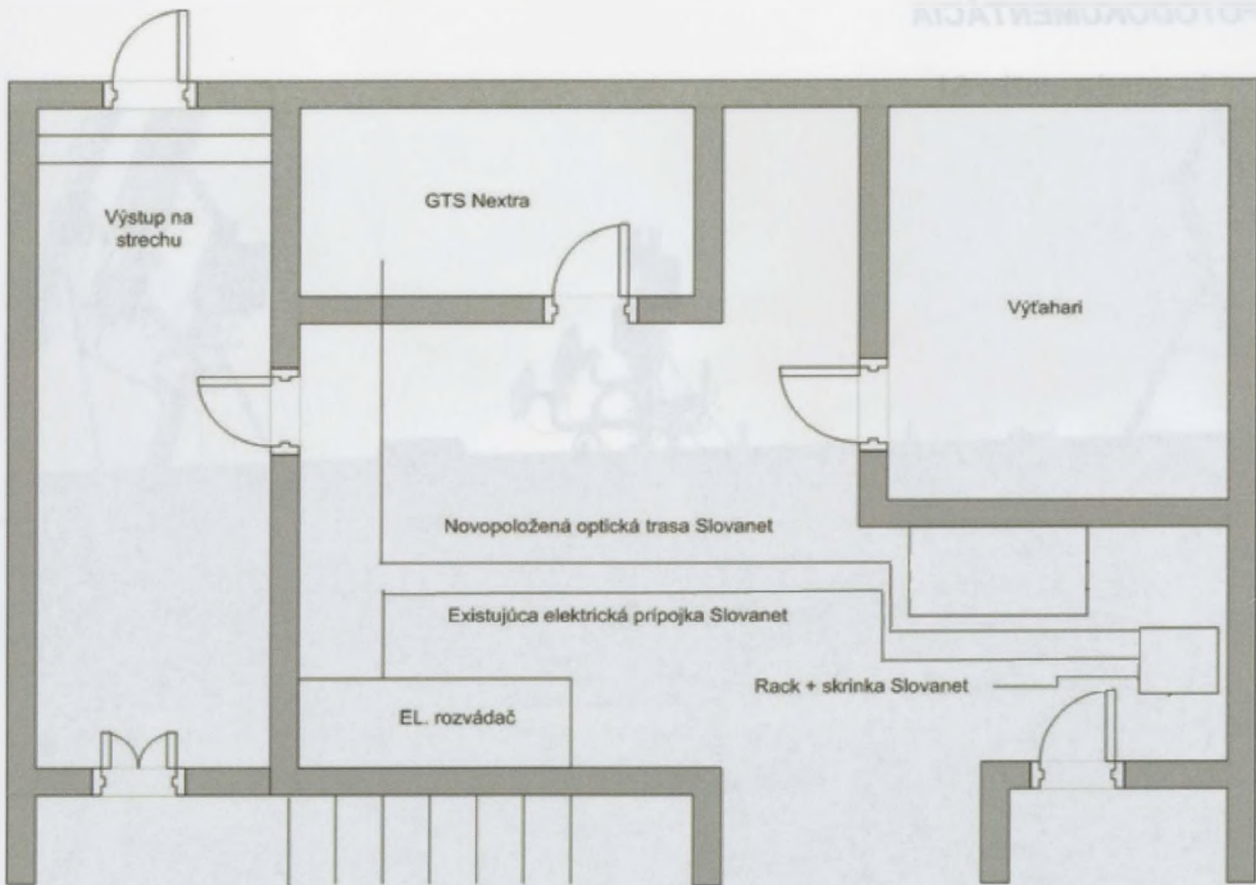 FOTODOKUMENTÁCIA
Výstup na
strechu
GTS Nextra
Výťahari
Novopoložená optická trasa Slovanet
Existujúca elektrická prípojka Slovanet
Rack + skrinka Slovanet
EL. rozvádač